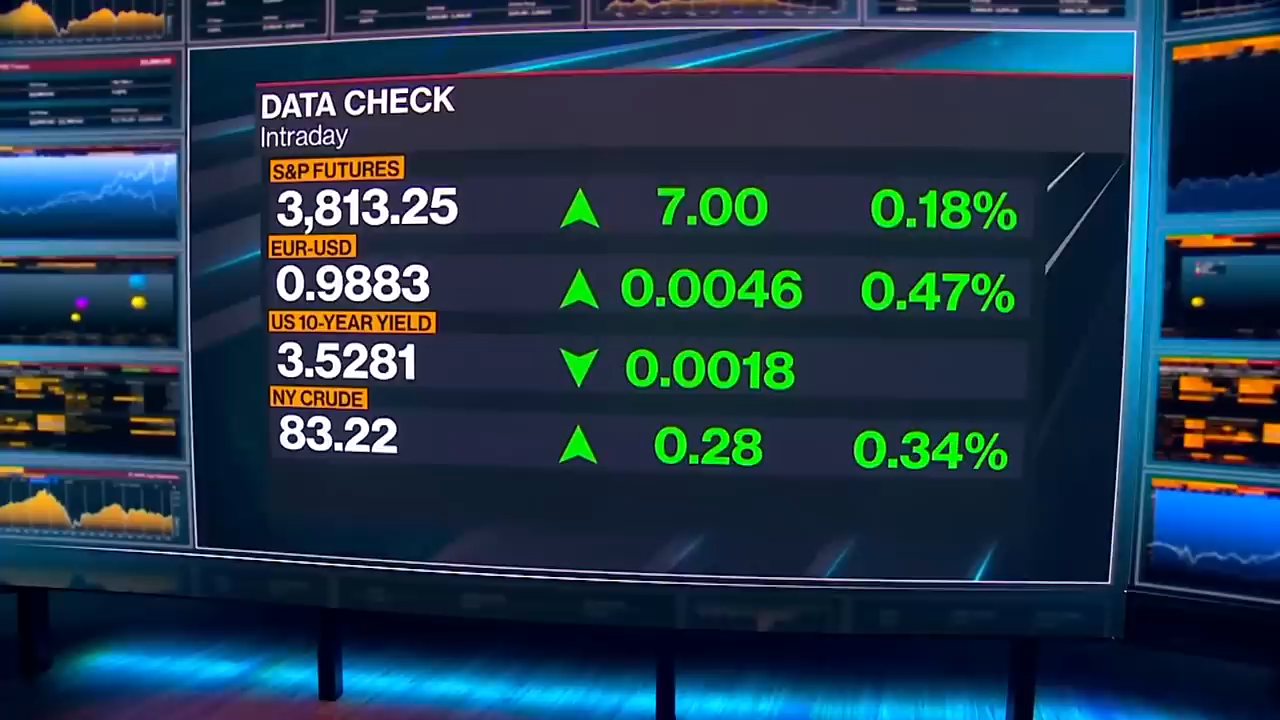 DATA CHECK
Intraday
S&P FUTURES
3,813.25 ▲ 7.00 0.18%
EUR-USD
0.9883 ▲ 0.0046 0.47%
US 10-YEAR YIELD
3.5281 ▼ 0.0018
NY CRUDE
83.22 ▲ 0.28 0.34%